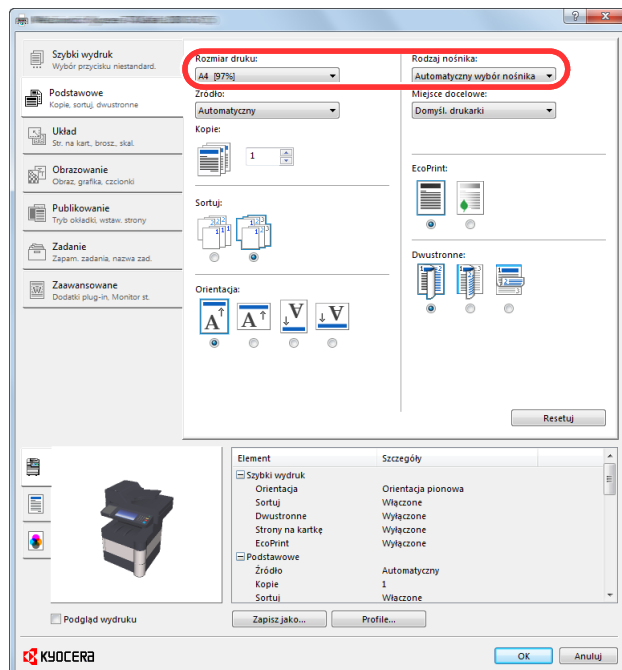 Szybki wydruk
Wybór przycisku niestandard.
Podstawowe
Kopie, sortuj, dwustronne
Układ
Str. na kart., brosz., skal.
Obrazowanie
Obraz, grafika, czcionki
Publikowanie
Tryb okładki, wstaw. strony
Zadanie
Zapam. zadania, nazwa zad.
Zaawansowane
Dodatki plug-in, Monitor st.
Rozmiar druku:
A4 [97%]
Źródło:
Automatyczny
Kopie:
1
Sortuj:
Orientacja:
Rodzaj nośnika:
Automatyczny wybór nośnika
Miejsce docelowe:
Domyśl. drukarki
EcoPrint:
Dwustronne:
Resetuj
Element Szczegóły
Szybki wydruk
Orientacja Orientacja pionowa
Sortuj Włączone
Dwustronne Wyłączone
Strony na kartkę Wyłączone
EcoPrint Wyłączone
Podstawowe
Źródło Automatyczny
Kopie 1
Sortuj Włączone
Podgląd wydruku
Zapisz jako... Profile...
KYOCERA
OK Anuluj